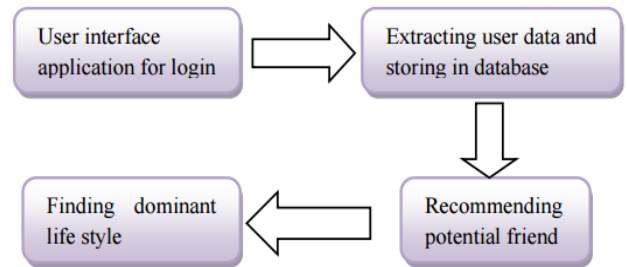 User interface
application for login
Extracting user data and
storing in database
Recommending
potential friend
Finding dominant
life style